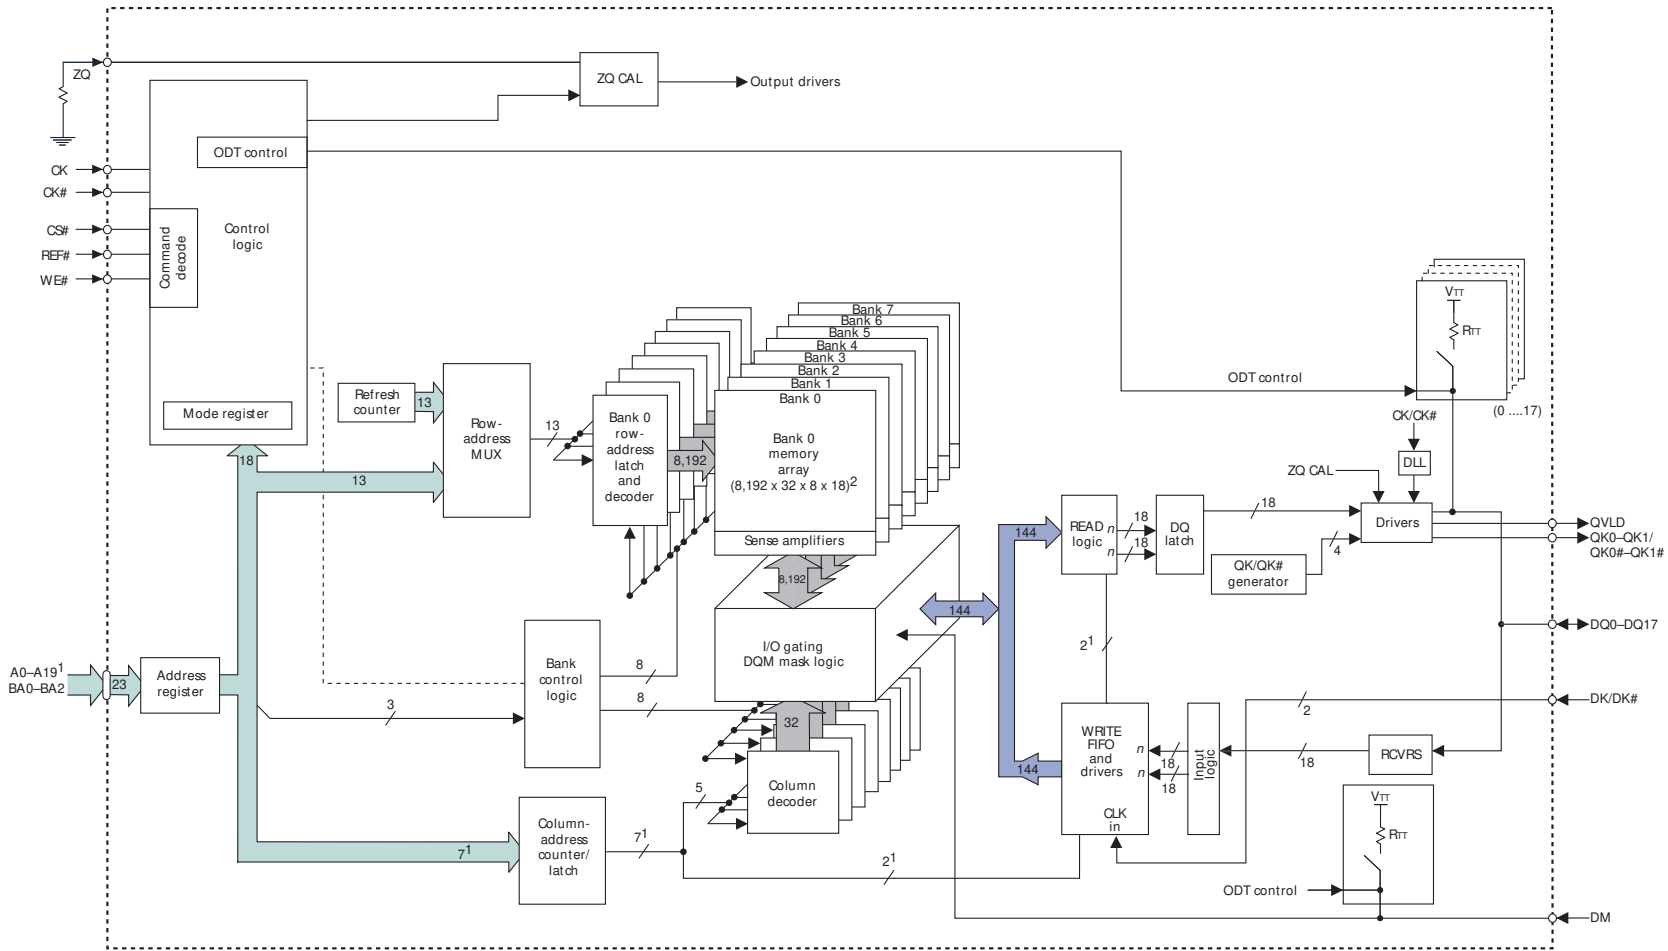 ZQ
ZQ CAL
Output drivers
ODT control
CK
CK#
CS#
REF#
WE#
Command
decode
Control
logic
Mode register
18
Refresh
counter
13
13
Row-
address
MUX
13
Bank 0
row-
address
latch
and
decoder
8,192
Bank 7
Bank 6
Bank 5
Bank 4
Bank 3
Bank 2
Bank 1
Bank 0
Bank 0
memory
array
(8,192 x 32 x 8 x 18)2
Sense amplifiers
8,192
I/O gating
DQM mask logic
32
Column
decoder
5
A0–A191
BA0–BA2
23
Address
register
3
Bank
control
logic
8
8
Column-
address
counter/
latch
71
71
21
144
144
144
READ
logic
n
n
18
18
DQ
latch
18
QK/QK#
generator
4
ZQ CAL
CK/CK#
DLL
Drivers
ODT control
VTT
RTT
(0 ....17)
QVLD
QK0–QK1/
QK0#–QK1#
DQ0–DQ17
DK/DK#
2
21
WRITE
FIFO
and
drivers
n
n
CLK
in
18
18
Input
logic
18
RCVRS
VTT
RTT
ODT control
DM